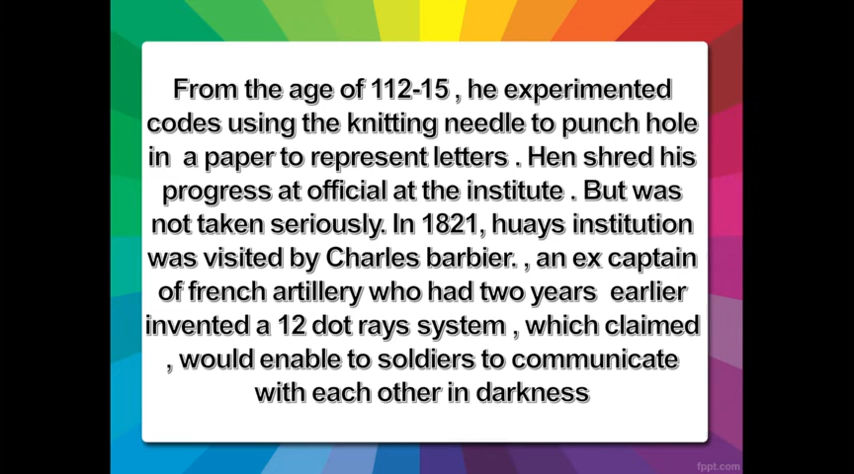 From the age of 112-15 , he experimented
codes using the knitting needle to punch hole
in a paper to represent letters . Hen shred his
progress at official at the institute . But was
not taken seriously. In 1821, huays institution
was visited by Charles barbier. , an ex captain
of french artillery who had two years earlier
invented a 12 dot rays system , which claimed
, would enable to soldiers to communicate
with each other in darkness
fppt.com